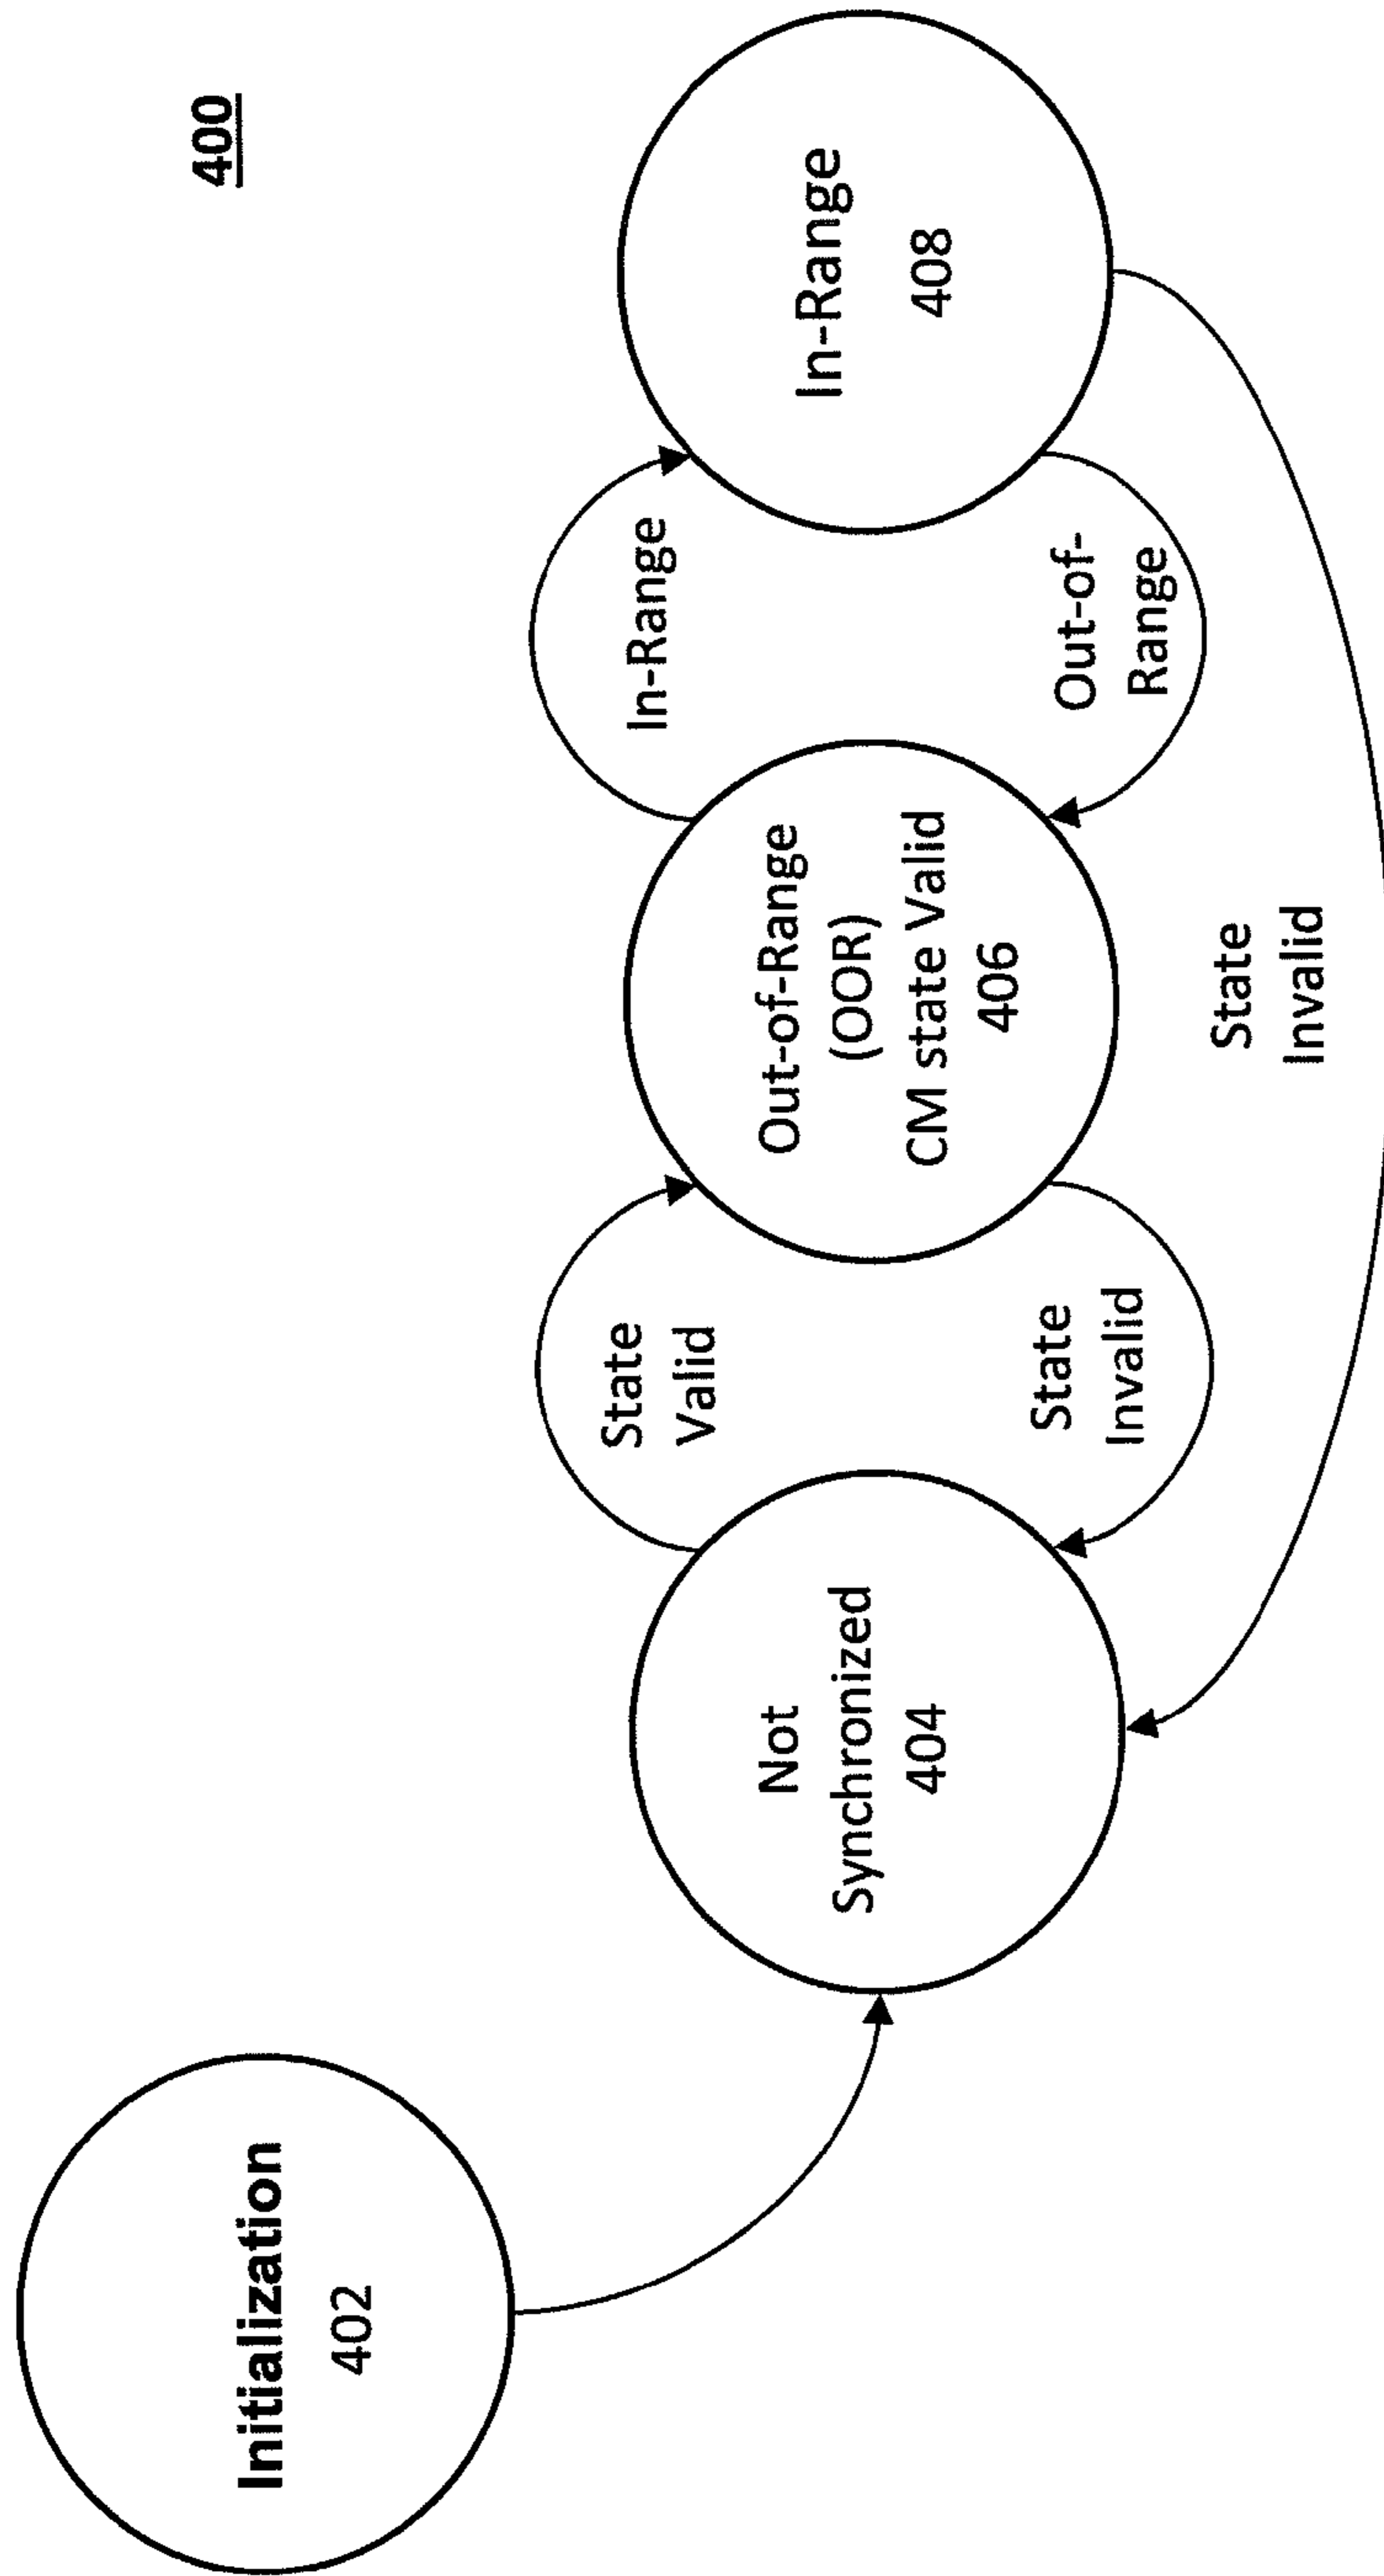 400
Initialization
402
Not
Synchronized
404
State
Valid
State
Invalid
Out-of-Range
(OOR)
CM state Valid
406
In-Range
Out-of-
Range
In-Range
408
State
Invalid